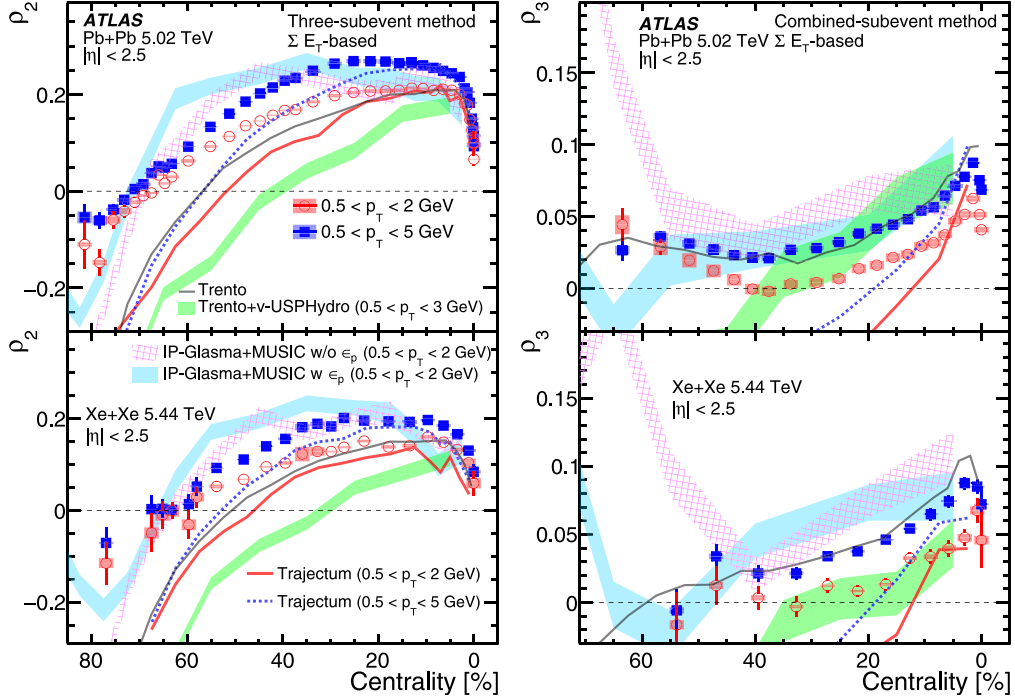 ρ2
ATLAS
Three-subevent method
Pb+Pb 5.02 TeV
Σ ET-based
|η| < 2.5
0.2
0
−0.2
0.5 < pT < 2 GeV
0.5 < pT < 5 GeV
Trento
Trento+v-USPHydro (0.5 < pT < 3 GeV)
ρ3
ATLAS
Combined-subevent method
Pb+Pb 5.02 TeV Σ ET-based
|η| < 2.5
0.15
0.1
0.05
0
ρ2
IP-Glasma+MUSIC w/o ϵp (0.5 < pT < 2 GeV)
IP-Glasma+MUSIC w ϵp (0.5 < pT < 2 GeV)
Xe+Xe 5.44 TeV
|η| < 2.5
0.2
0
−0.2
Trajectum (0.5 < pT < 2 GeV)
Trajectum (0.5 < pT < 5 GeV)
80 60 40 20 0
Centrality [%]
ρ3
Xe+Xe 5.44 TeV
|η| < 2.5
0.15
0.1
0.05
0
60 40 20 0
Centrality [%]